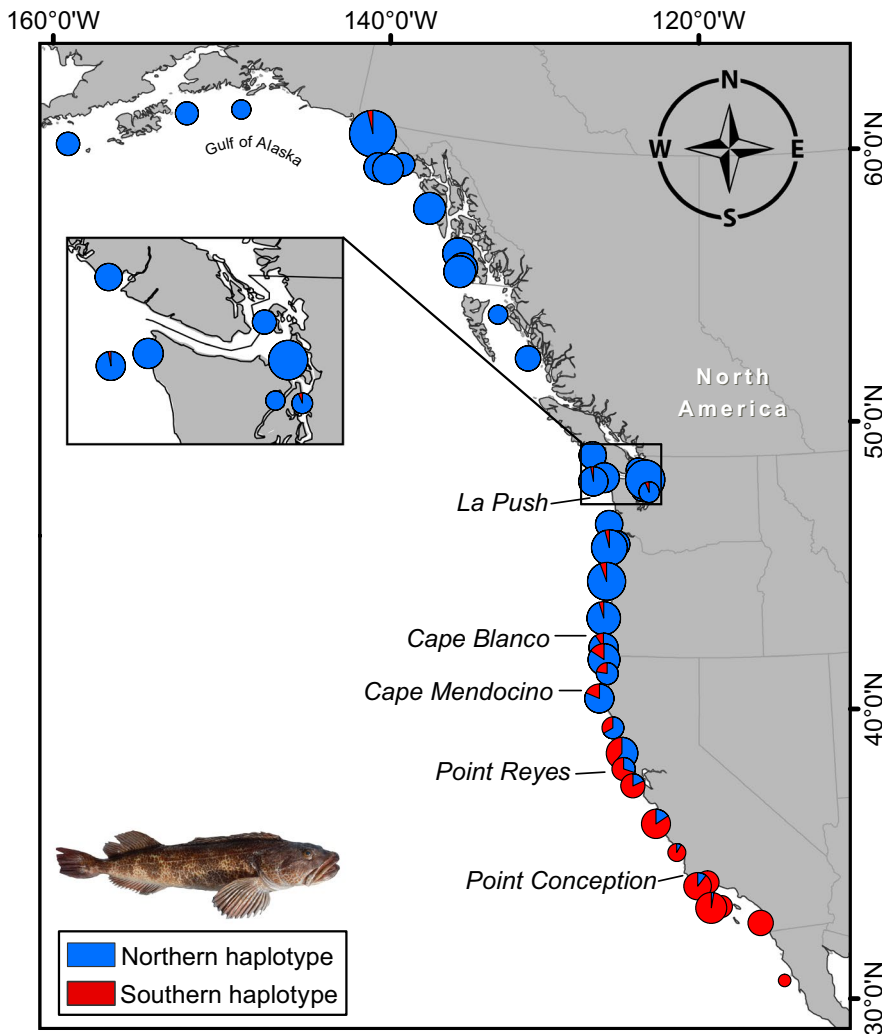 160°0'W
140°0'W
120°0'W
N
W
E
S
60°0'N
Gulf of Alaska
North
America
50°0'N
La Push
Cape Blanco
Cape Mendocino
40°0'N
Point Reyes
Point Conception
Northern haplotype
Southern haplotype
30°0'N